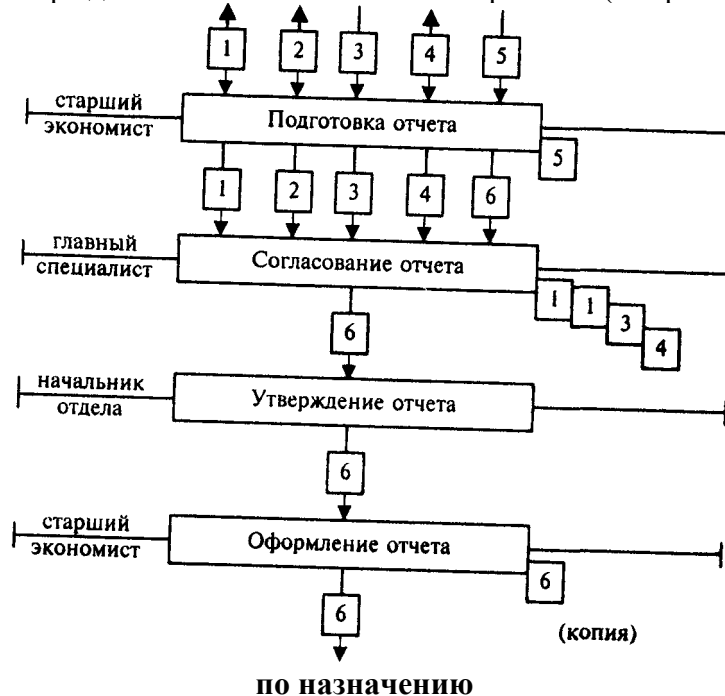 1 2 3 4 5
старший
экономист
Подготовка отчета
5
1 2 3 4 6
главный
специалист
Согласование отчета
1 1 3 4
6
начальник
отдела
Утверждение отчета
6
старший
экономист
Оформление отчета
6
6
(копия)
по назначению